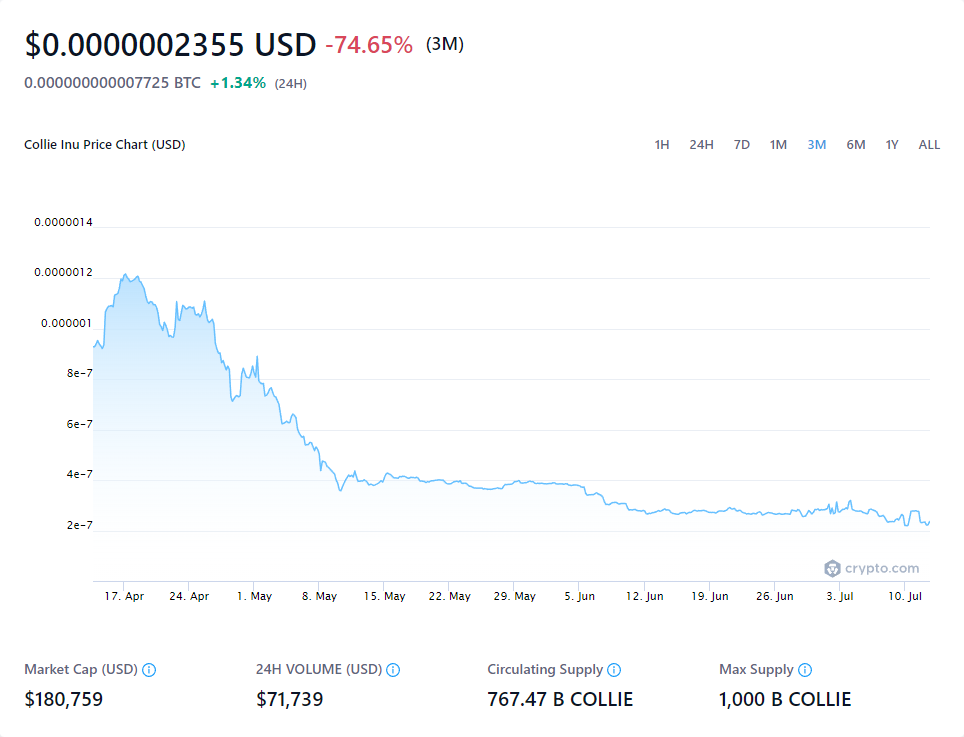 $0.0000002355 USD -74.65% (3M)
0.000000000007725 BTC +1.34% (24H)
Collie Inu Price Chart (USD) 1H 24H 7D 1M 3M 6M 1Y ALL
0.0000014
0.0000012
0.000001
8e-7
6e-7
4e-7
2e-7
crypto.com
17. Apr 24. Apr 1. May 8. May 15. May 22. May 29. May 5. Jun 12. Jun 19. Jun 26. Jun 3. Jul 10. Jul
Market Cap (USD) 24H VOLUME (USD) Circulating Supply Max Supply
$180,759 $71,739 767.47 B COLLIE 1,000 B COLLIE